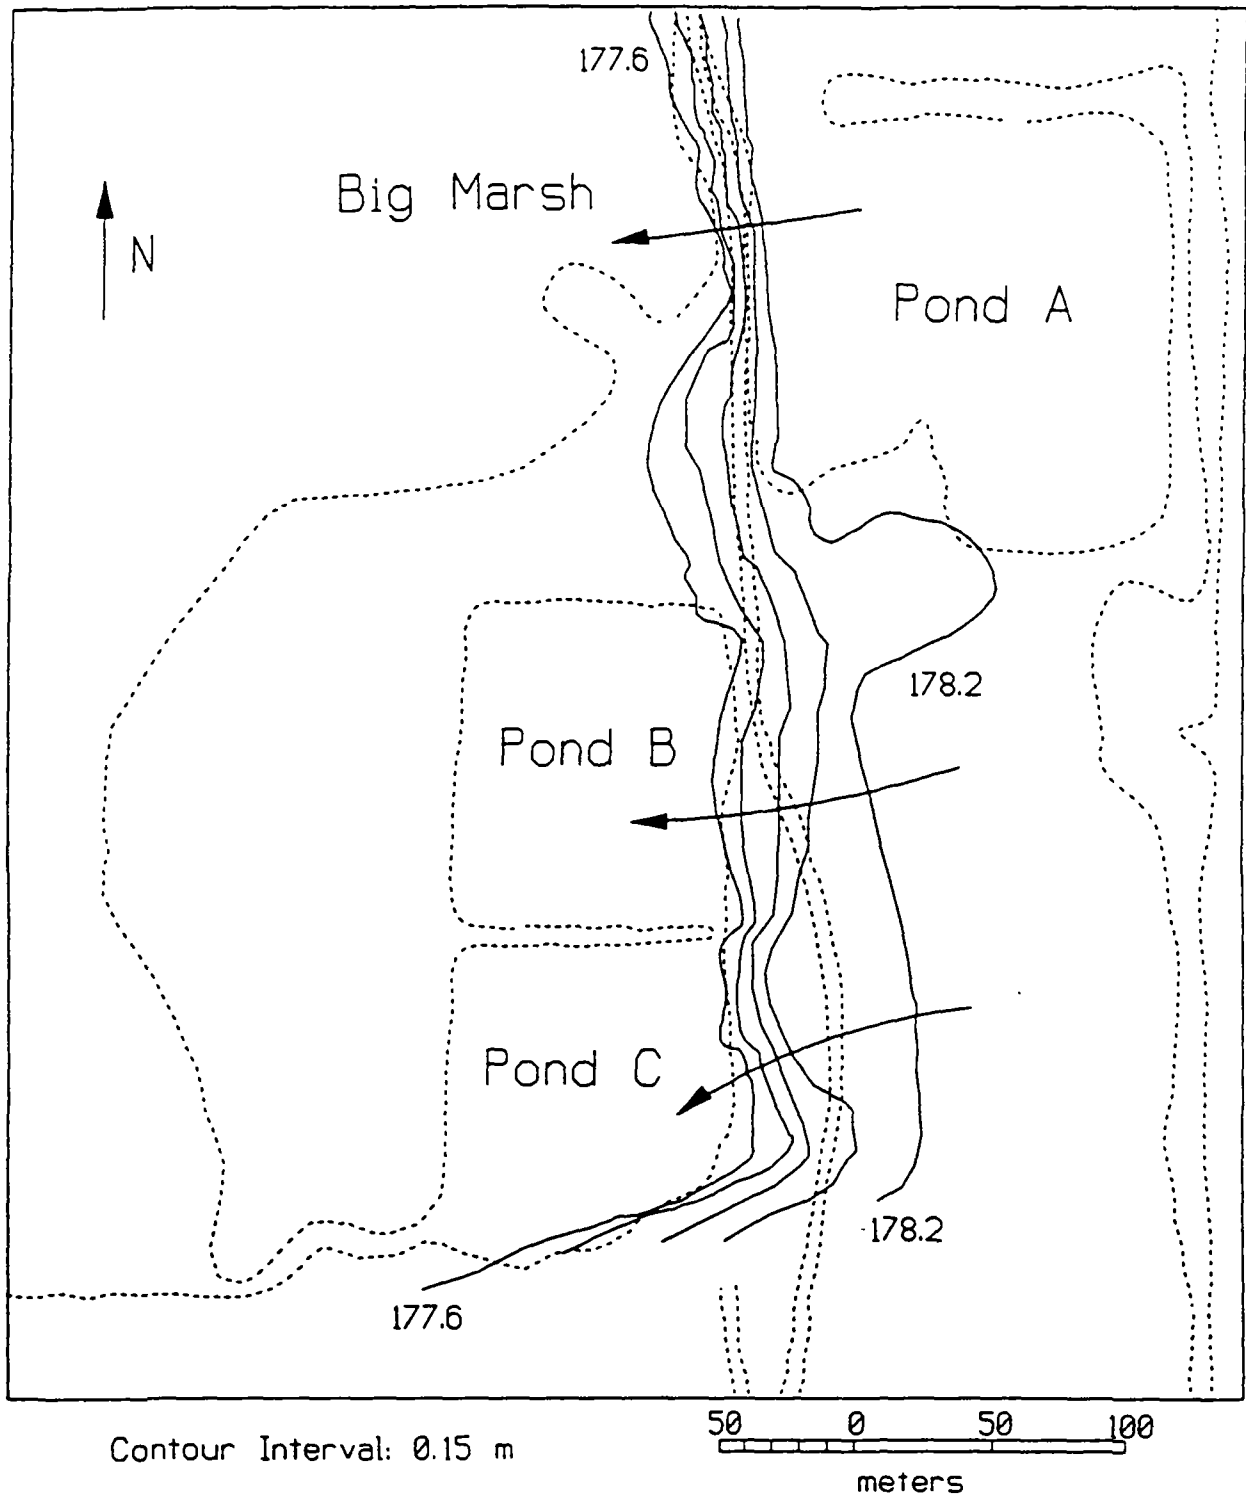 177.6
Big Marsh
N
Pond A
178.2
Pond B
Pond C
178.2
177.6
Contour Interval: 0.15 m
50 0 50 100
meters